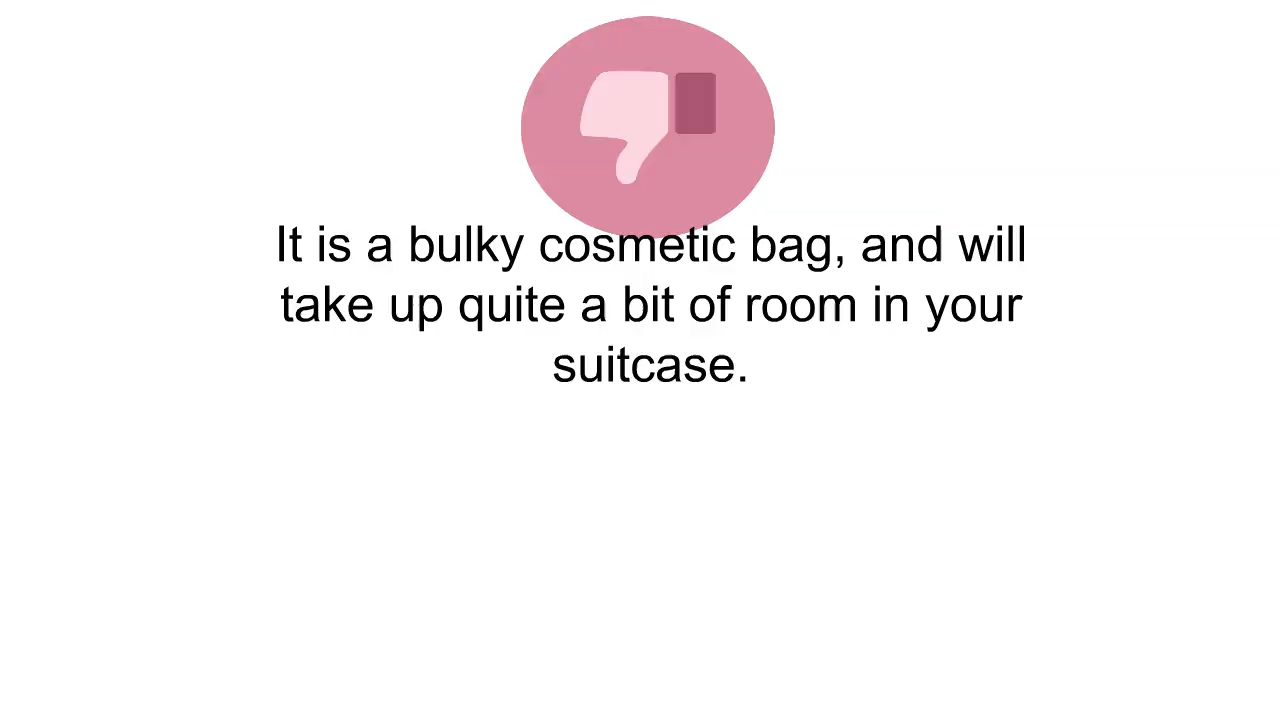 It is a bulky cosmetic bag, and will
take up quite a bit of room in your
suitcase.